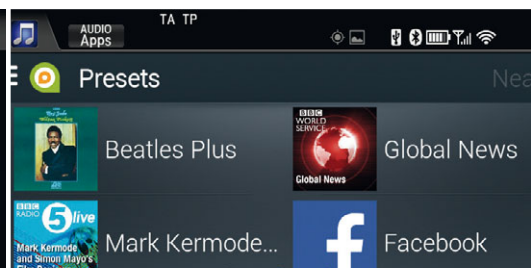 AUDIO
Apps
TA TP
Presets
Nea
Beatles Plus
BBC
WORLD
SERVICE
Global News
Global News
BBC
RADIO 5 live
Mark Kermode
and Simon Mayo's
Mark Kermode...
f
Facebook